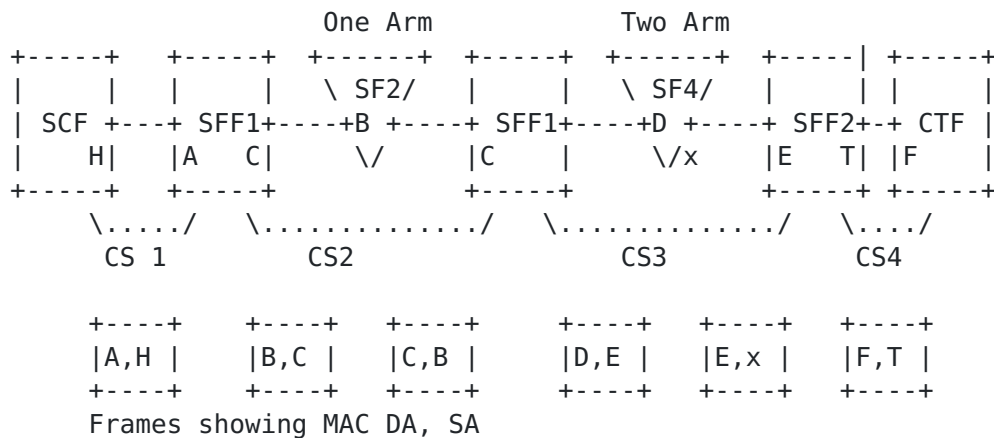 One Arm            Two Arm
+-----+   +-----+  +------+  +-----+  +------+  +-----| +-----+
|     |   |     |   \ SF2/   |     |   \ SF4/   |     | |     |
| SCF +---+ SFF1+----+B +----+ SFF1+----+D +----+ SFF2+-+ CTF |
|    H|   |A   C|     \/     |C    |     \/x    |E   T| |F    |
+-----+   +-----+            +-----+            +-----+ +-----+
     \...../   \............../   \............../   \..../
      CS 1         CS2                 CS3            CS4
     +----+    +----+   +----+     +----+   +----+   +----+
     |A,H |    |B,C |   |C,B |     |D,E |   |E,x |   |F,T |
     +----+    +----+   +----+     +----+   +----+   +----+
     Frames showing MAC DA, SA